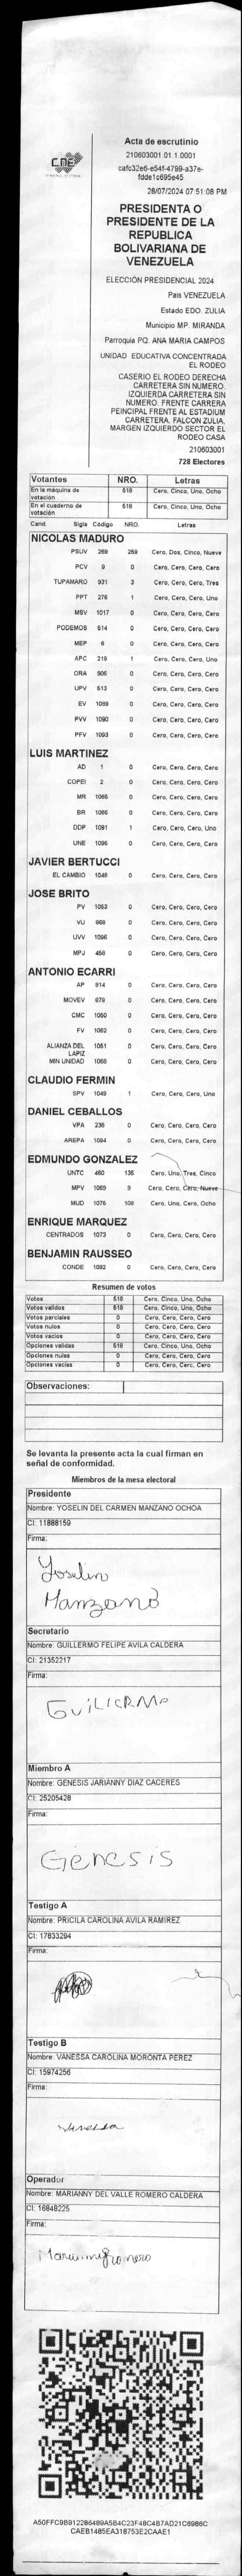 CNE
Acta de escrutinio
210603001.01.1.0001
cafc32e6-e54f-4799-a37e-
fdde1c695e45
28/07/2024 07:51:08 PM
PRESIDENTA O
PRESIDENTE DE LA
REPUBLICA
BOLIVARIANA DE
VENEZUELA
ELECCIÓN PRESIDENCIAL 2024
Pais VENEZUELA
Estado EDO. ZULIA
Municipio MP. MIRANDA
Parroquia PQ. ANA MARIA CAMPOS
UNIDAD EDUCATIVA CONCENTRADA
EL RODEO
CASERIO EL RODEO DERECHA
CARRETERA SIN NÚMERO.
IZQUIERDA CARRETERA SIN
NÚMERO. FRENTE CARRERA
PEINCIPAL FRENTE AL ESTADIUM
CARRETERA. FALCON ZULIA,
MARGEN IZQUIERDO SECTOR EL
RODEO CASA
210603001
728 Electores
Votantes NRO. Letras
En la máquina de votación 518 Cero, Cinco, Uno, Ocho
En el cuaderno de votación 518 Cero, Cinco, Uno, Ocho
Cand. Sigla Código NRO. Letras
NICOLAS MADURO
PSUV 269 259 Cero, Dos, Cinco, Nueve
PCV 9 0 Cero, Cero, Cero, Cero
TUPAMARO 931 3 Cero, Cero, Cero, Tres
PPT 276 1 Cero, Cero, Cero, Uno
MSV 1017 0 Cero, Cero, Cero, Cero
PODEMOS 514 0 Cero, Cero, Cero, Cero
MEP 6 0 Cero, Cero, Cero, Cero
APC 219 1 Cero, Cero, Cero, Uno
ORA 906 0 Cero, Cero, Cero, Cero
UPV 513 0 Cero, Cero, Cero, Cero
EV 1089 0 Cero, Cero, Cero, Cero
PVV 1090 0 Cero, Cero, Cero, Cero
PFV 1093 0 Cero, Cero, Cero, Cero
LUIS MARTINEZ
AD 1 0 Cero, Cero, Cero, Cero
COPEI 2 0 Cero, Cero, Cero, Cero
MR 1065 0 Cero, Cero, Cero, Cero
BR 1056 0 Cero, Cero, Cero, Cero
DDP 1091 1 Cero, Cero, Cero, Uno
UNE 1095 0 Cero, Cero, Cero, Cero
JAVIER BERTUCCI
EL CAMBIO 1048 0 Cero, Cero, Cero, Cero
JOSE BRITO
PV 1053 0 Cero, Cero, Cero, Cero
VU 968 0 Cero, Cero, Cero, Cero
UVV 1096 0 Cero, Cero, Cero, Cero
MPJ 458 0 Cero, Cero, Cero, Cero
ANTONIO ECARRI
AP 914 0 Cero, Cero, Cero, Cero
MOVEV 979 0 Cero, Cero, Cero, Cero
CMC 1050 0 Cero, Cero, Cero, Cero
FV 1062 0 Cero, Cero, Cero, Cero
ALIANZA DEL LAPIZ 1051 0 Cero, Cero, Cero, Cero
MIN UNIDAD 1068 0 Cero, Cero, Cero, Cero
CLAUDIO FERMIN
SPV 1049 1 Cero, Cero, Cero, Uno
DANIEL CEBALLOS
VPA 236 0 Cero, Cero, Cero, Cero
AREPA 1094 0 Cero, Cero, Cero, Cero
EDMUNDO GONZALEZ
UNTC 460 135 Cero, Uno, Tres, Cinco
MPV 1069 9 Cero, Cero, Cero, Nueve
MUD 1075 108 Cero, Uno, Cero, Ocho
ENRIQUE MARQUEZ
CENTRADOS 1073 0 Cero, Cero, Cero, Cero
BENJAMIN RAUSSEO
CONDE 1092 0 Cero, Cero, Cero, Cero
Resumen de votos
Votos 518 Cero, Cinco, Uno, Ocho
Votos validos 518 Cero, Cinco, Uno, Ocho
Votos parciales 0 Cero, Cero, Cero, Cero
Votos nulos 0 Cero, Cero, Cero, Cero
Votos vacios 0 Cero, Cero, Cero, Cero
Opciones validas 518 Cero, Cinco, Uno, Ocho
Opciones nulas 0 Cero, Cero, Cero, Cero
Opciones vacias 0 Cero, Cero, Cero, Cero
Observaciones:
Se levanta la presente acta la cual firman en
señal de conformidad.
Miembros de la mesa electoral
Presidente
Nombre: YOSELIN DEL CARMEN MANZANO OCHOA
CI: 11888159
Firma:
Yoselin
Manzano
Secretario
Nombre: GUILLERMO FELIPE AVILA CALDERA
CI: 21352217
Firma:
GUILLERMO
Miembro A
Nombre: GENESIS JARIANNY DIAZ CACERES
CI: 25205428
Firma:
Genesis
Testigo A
Nombre: PRICILA CAROLINA AVILA RAMIREZ
CI: 17833294
Firma:
Testigo B
Nombre: VANESSA CAROLINA MORONTA PEREZ
CI: 15974256
Firma:
Vanessa
Operador
Nombre: MARIANNY DEL VALLE ROMERO CALDERA
CI: 16848225
Firma:
Marianny Romero
A50FFC9B912286489A5B4C23F48C4B7AD21C6986C
CAEB1485EA318753E2CAAE1